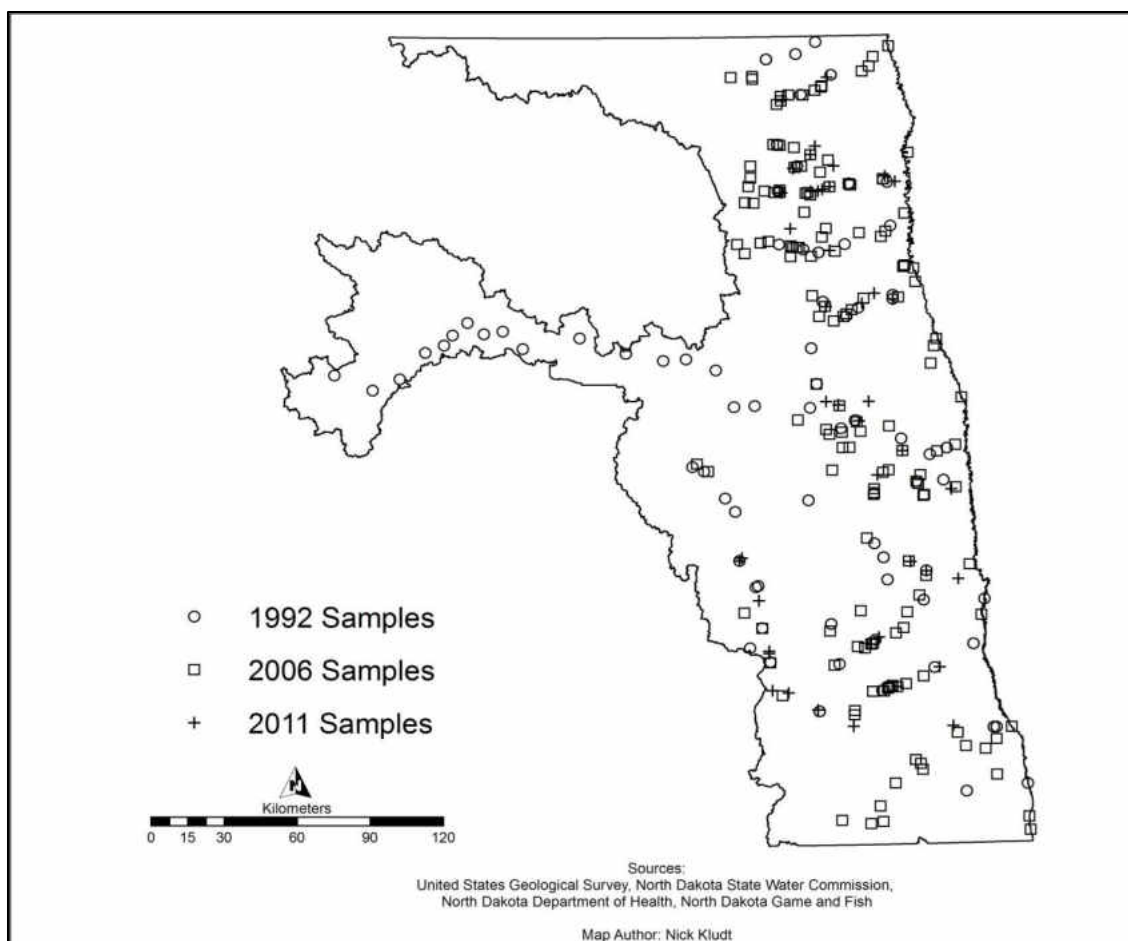 1992 Samples
2006 Samples
2011 Samples
N
Kilometers
0 15 30 60 90 120
Sources:
United States Geological Survey, North Dakota State Water Commission,
North Dakota Department of Health, North Dakota Game and Fish
Map Author: Nick Kludt